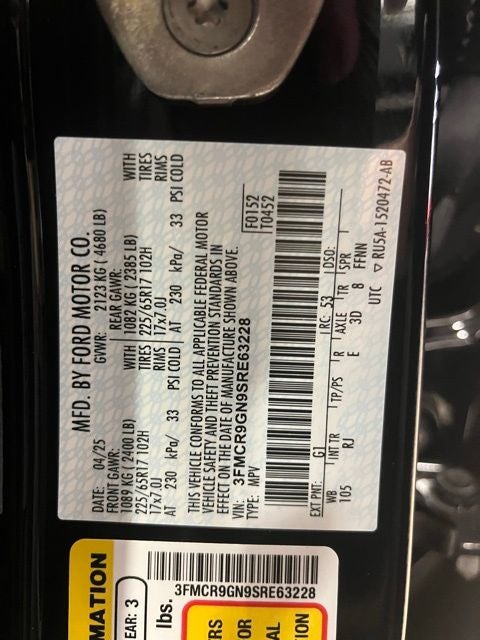 MFD. BY FORD MOTOR CO.
DATE: 04/25 GVWR: 2123 KG ( 4680 LB)
FRONT GAWR: REAR GAWR:
1089 KG ( 2400 LB) WITH 1082 KG ( 2385 LB) WITH
225/65R17 102H TIRES 225/65R17 102H TIRES
17x7.0J RIMS 17x7.0J RIMS
AT 230 kPa/ 33 PSI COLD AT 230 kPa/ 33 PSI COLD
THIS VEHICLE CONFORMS TO ALL APPLICABLE FEDERAL MOTOR
VEHICLE SAFETY AND THEFT PREVENTION STANDARDS IN
EFFECT ON THE DATE OF MANUFACTURE SHOWN ABOVE.
VIN: 3FMCR9GN9SRE63228 F0152
TYPE: MPV T0452
EXT PNT: G1 RC: 53 DSO:
WB INT TR TP/PS R AXLE TR SPR
105 RJ E 3D 8 FFNN
UTC ▽ RU5A-1520472-AB
MATION
EAR: 3
lbs.
3FMCR9GN9SRE63228
ERS
OR
AL
TION